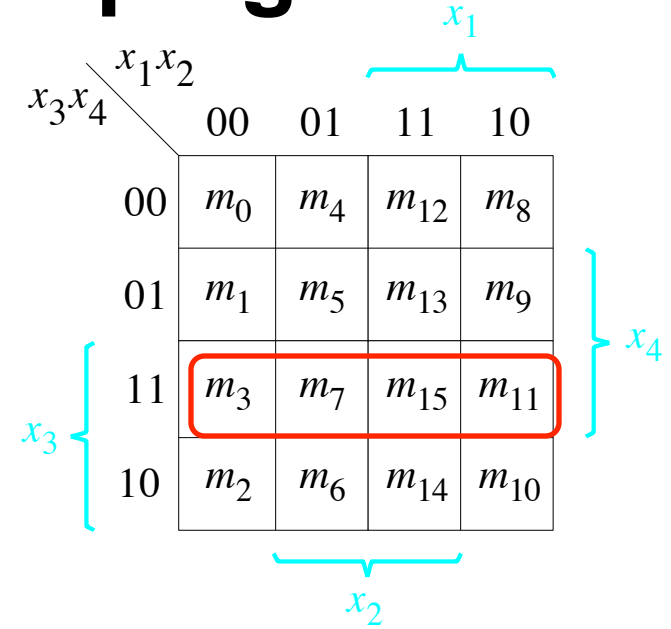 x₁
x₁x₂
x₃x₄
00 01 11 10
00 m₀ m₄ m₁₂ m₈
01 m₁ m₅ m₁₃ m₉
x₄
11 m₃ m₇ m₁₅ m₁₁
x₃
10 m₂ m₆ m₁₄ m₁₀
x₂